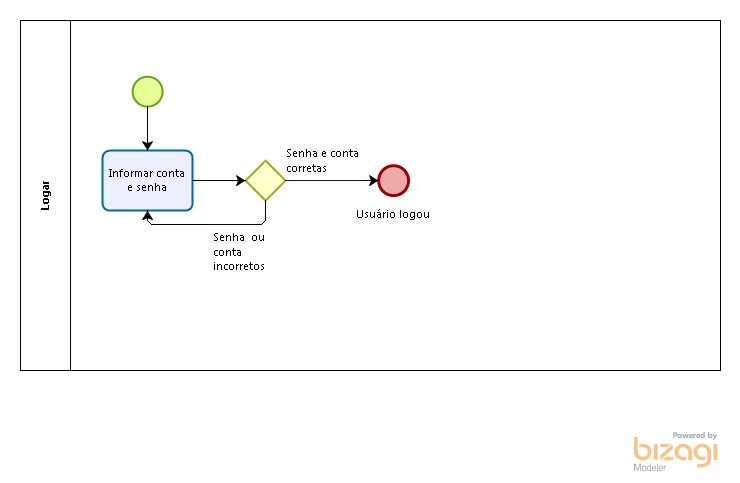 Logar
Informar conta
e senha
Senha e conta
corretas
Usuário logou
Senha ou
conta
incorretos
Powered by
bizagi
Modeler